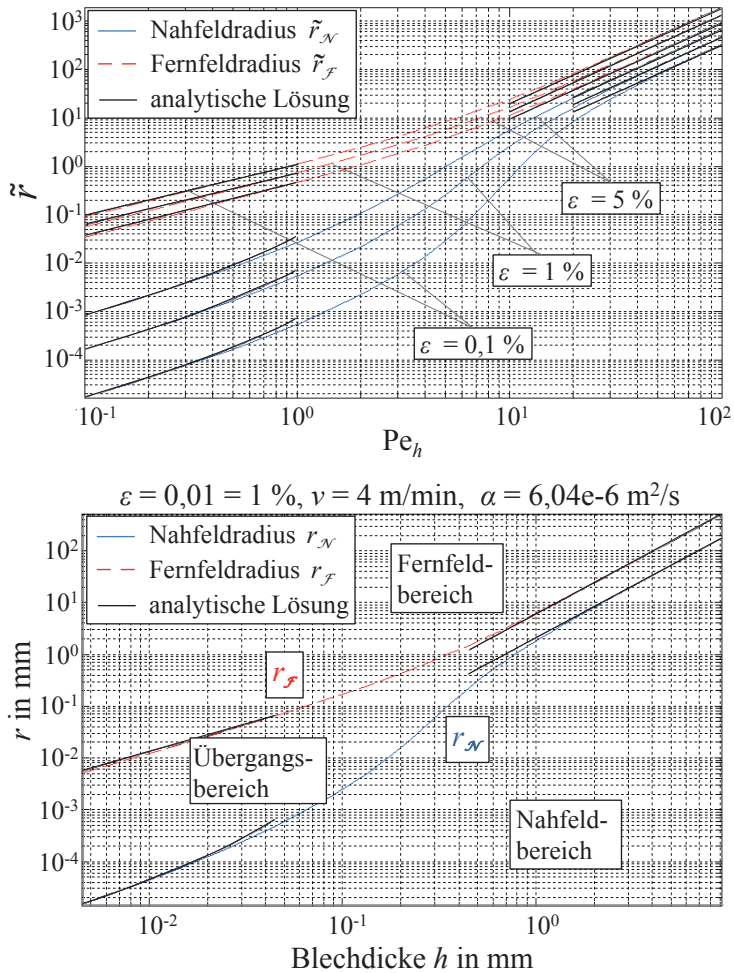 10³
10²
10¹
10⁰
10⁻¹
10⁻²
10⁻³
10⁻⁴
r̃
Nahfeldradius r̃𝒩
Fernfeldradius r̃ℱ
analytische Lösung
ε = 5 %
ε = 1 %
ε = 0,1 %
10⁻¹
10⁰
10¹
10²
Peₕ
ε = 0,01 = 1 %, v = 4 m/min, α = 6,04e-6 m²/s
10²
10¹
10⁰
10⁻¹
10⁻²
10⁻³
10⁻⁴
r in mm
Nahfeldradius r𝒩
Fernfeldradius rℱ
analytische Lösung
Fernfeld-
bereich
rℱ
r𝒩
Übergangs-
bereich
Nahfeld-
bereich
10⁻²
10⁻¹
10⁰
Blechdicke h in mm